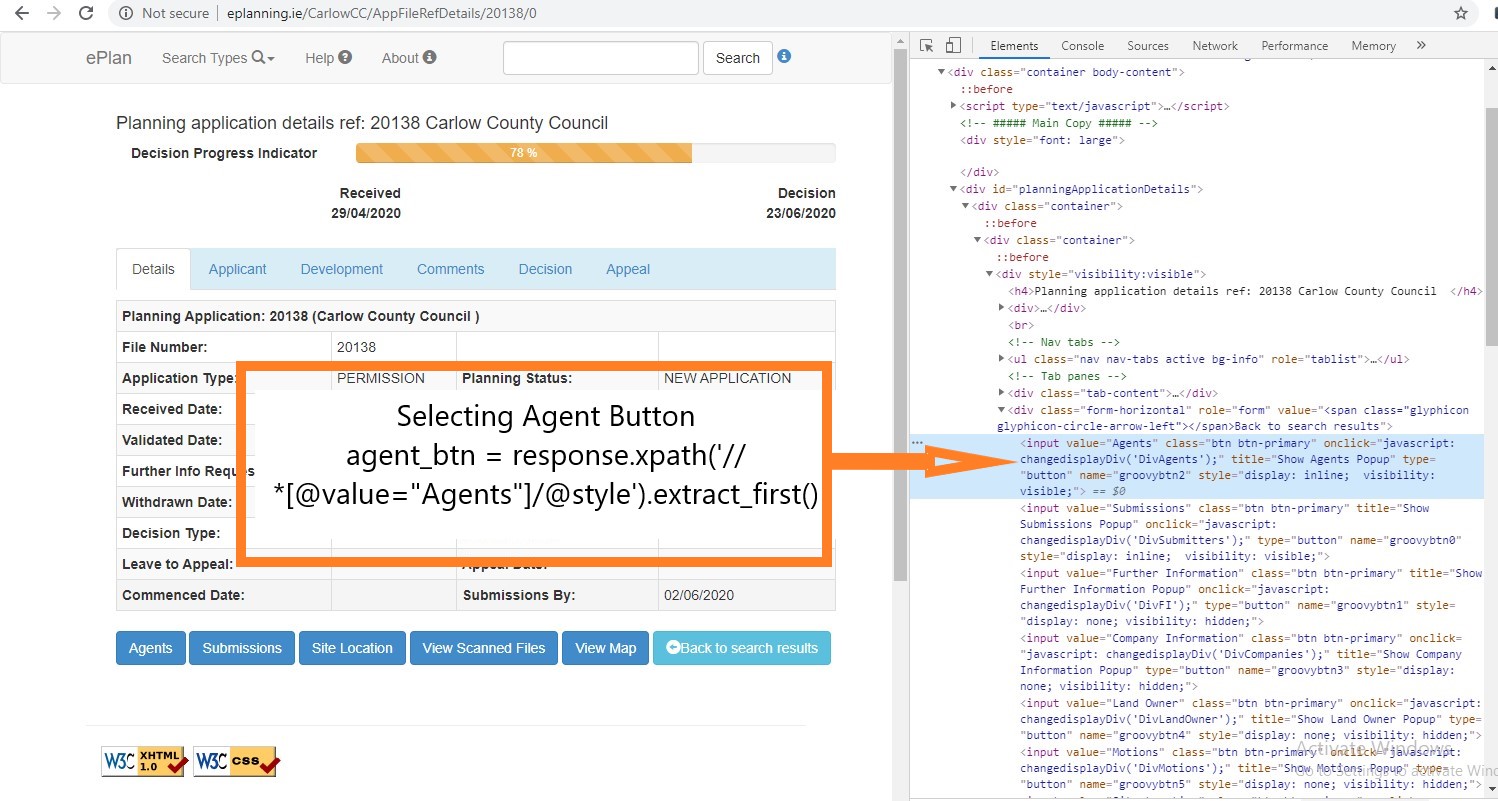 Not secure eplanning.ie/CarlowCC/AppFileRefDetails/20138/0
ePlan Search Types Help About Search
Planning application details ref: 20138 Carlow County Council
Decision Progress Indicator 78 %
Received Decision
29/04/2020 23/06/2020
Details Applicant Development Comments Decision Appeal
Planning Application: 20138 (Carlow County Council )
File Number: 20138
Application Type: PERMISSION Planning Status: NEW APPLICATION
Received Date:
Validated Date:
Further Info Reques
Withdrawn Date:
Decision Type:
Leave to Appeal: Appeal Date:
Commenced Date: Submissions By: 02/06/2020
Selecting Agent Button
agent_btn = response.xpath('//
*[@value="Agents"]/@style').extract_first()
Agents Submissions Site Location View Scanned Files View Map Back to search results
W3C XHTML 1.0 W3C CSS
Elements Console Sources Network Performance Memory »
<div class="container body-content">
::before
<script type="text/javascript">…</script>
<!-- ##### Main Copy ##### -->
<div style="font: large">
</div>
<div id="planningApplicationDetails">
<div class="container">
::before
<div class="container">
::before
<div style="visibility:visible">
<h4>Planning application details ref: 20138 Carlow County Council </h4>
<div>…</div>
<br>
<!-- Nav tabs -->
<ul class="nav nav-tabs active bg-info" role="tablist">…</ul>
<!-- Tab panes -->
<div class="tab-content">…</div>
<div class="form-horizontal" role="form" value="<span class="glyphicon
glyphicon-circle-arrow-left"></span>Back to search results">
<input value="Agents" class="btn btn-primary" onclick="javascript:
changedisplayDiv('DivAgents');" title="Show Agents Popup" type=
"button" name="groovybtn2" style="display: inline; visibility:
visible;"> == $0
<input value="Submissions" class="btn btn-primary" title="Show
Submissions Popup" onclick="javascript:
changedisplayDiv('DivSubmitters');" type="button" name="groovybtn0"
style="display: inline; visibility: visible;">
<input value="Further Information" class="btn btn-primary" title="Show
Further Information Popup" onclick="javascript:
changedisplayDiv('DivFI');" type="button" name="groovybtn1" style=
"display: none; visibility: hidden;">
<input value="Company Information" class="btn btn-primary" onclick=
"javascript: changedisplayDiv('DivCompanies');" title="Show Company
Information Popup" type="button" name="groovybtn3" style="display:
none; visibility: hidden;">
<input value="Land Owner" class="btn btn-primary" onclick="javascript:
changedisplayDiv('DivLandOwner');" title="Show Land Owner Popup" type=
"button" name="groovybtn4" style="display: none; visibility: hidden;">
<input value="Motions" class="btn btn-primary" onclick="javascript:
changedisplayDiv('DivMotions');" title="Show Motions Popup" type=
"button" name="groovybtn5" style="display: none; visibility: hidden;">
Activate Windows
Go to Settings to activate Win